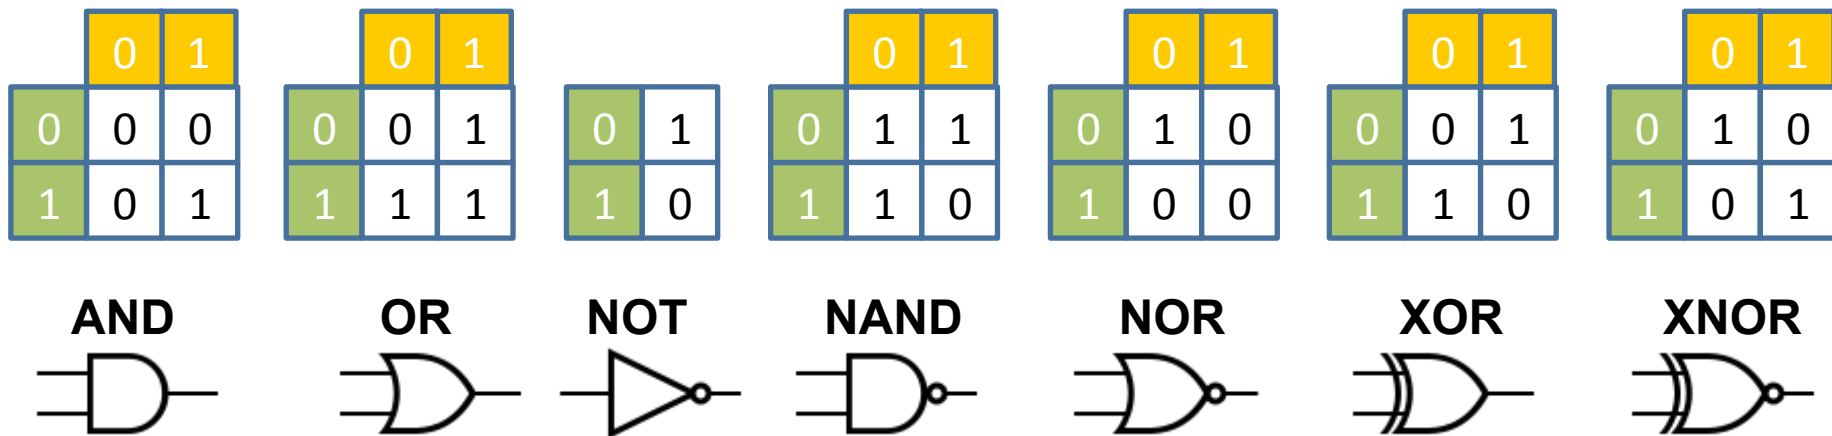 0 1 0 1 0 1 0 1 0 1 0 1
0 0 0 0 0 1 0 1 0 1 1 0 1 0 0 0 1 0 1 0
1 0 1 1 1 1 1 0 1 1 0 1 0 0 1 1 0 1 0 1
AND OR NOT NAND NOR XOR XNOR